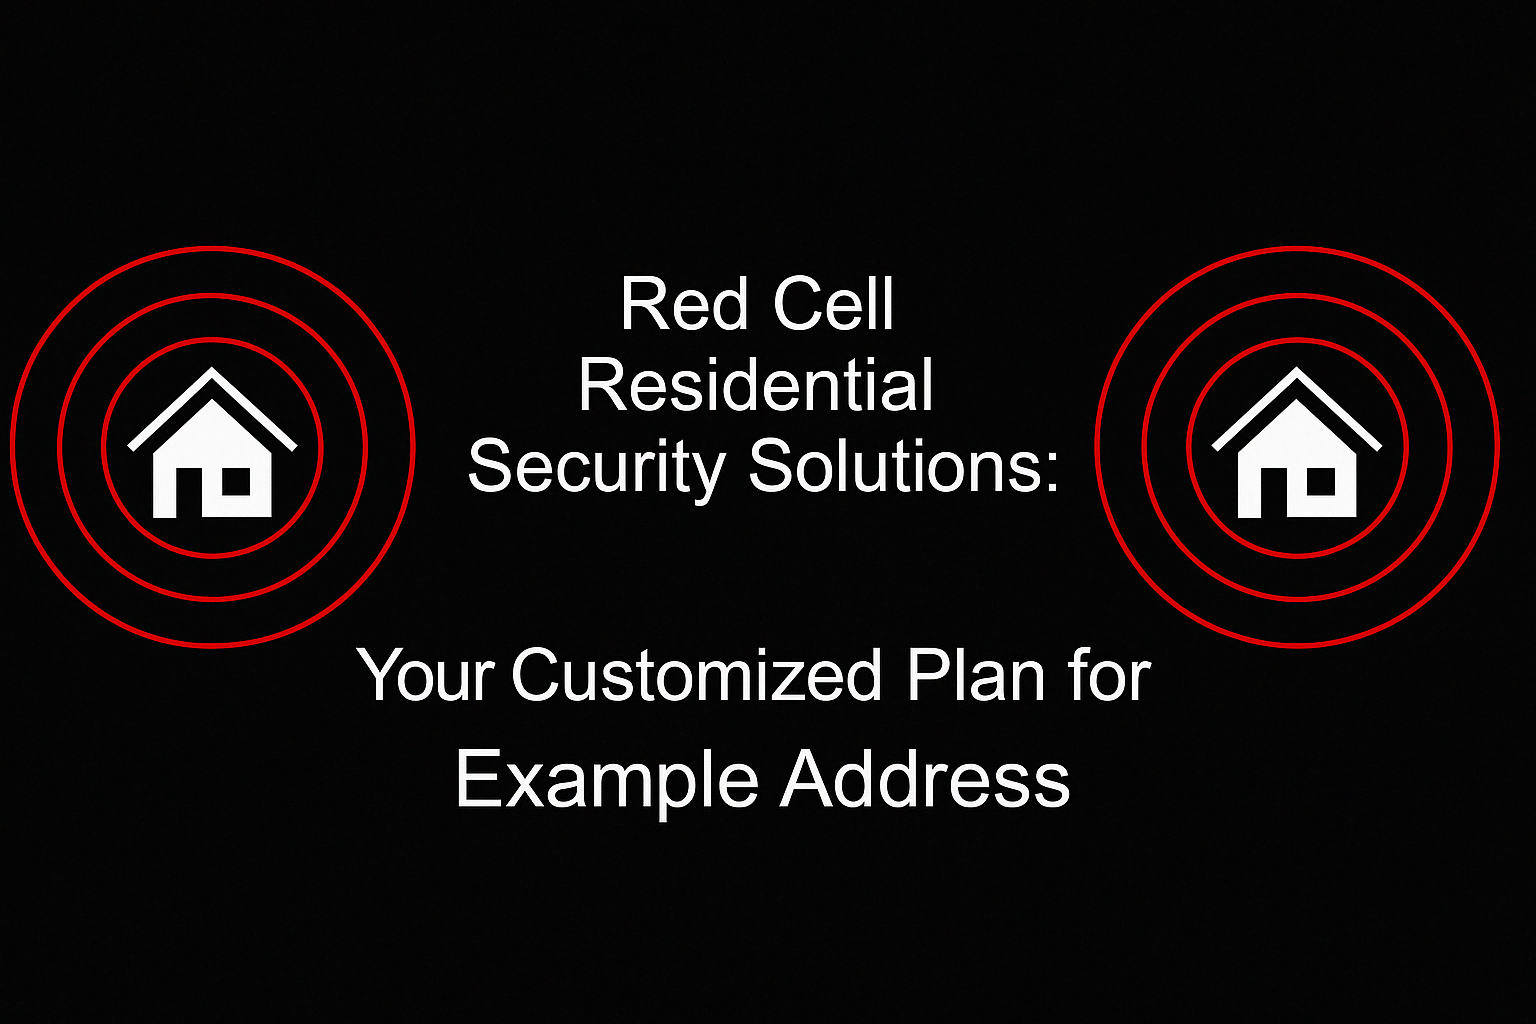 Red Cell
Residential
Security Solutions:
Your Customized Plan for
Example Address